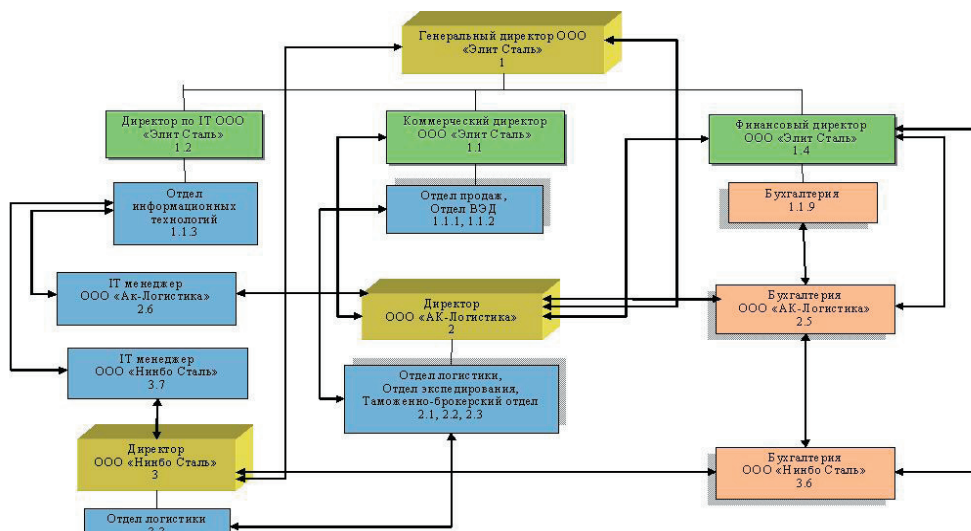 Генеральный директор ООО
«Элит Сталь»
1
Директор по IT ООО
«Элит Сталь»
1.2
Коммерческий директор
ООО «Элит Сталь»
1.1
Финансовый директор
ООО «Элит Сталь»
1.4
Отдел
информационных
технологий
1.1.3
Отдел продаж,
Отдел ВЭД
1.1.1, 1.1.2
Бухгалтерия
1.1.9
IT менеджер
ООО «Ак-Логистика»
2.6
Директор
ООО «АК-Логистика»
2
Бухгалтерия
ООО «АК-Логистика»
2.5
IT менеджер
ООО «Нинбо Сталь»
3.7
Отдел логистики,
Отдел экспедирования,
Таможенно-брокерский отдел
2.1, 2.2, 2.3
Директор
ООО «Нинбо Сталь»
3
Бухгалтерия
ООО «Нинбо Сталь»
3.6
Отдел логистики